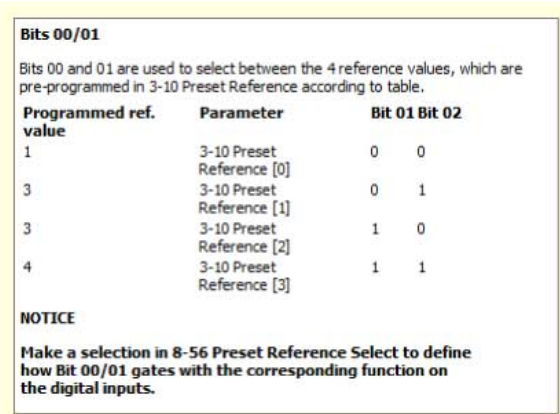 Bits 00/01
Bits 00 and 01 are used to select between the 4 reference values, which are
pre-programmed in 3-10 Preset Reference according to table.
Programmed ref. value Parameter Bit 01 Bit 02
1 3-10 Preset Reference [0] 0 0
3 3-10 Preset Reference [1] 0 1
3 3-10 Preset Reference [2] 1 0
4 3-10 Preset Reference [3] 1 1
NOTICE
Make a selection in 8-56 Preset Reference Select to define
how Bit 00/01 gates with the corresponding function on
the digital inputs.